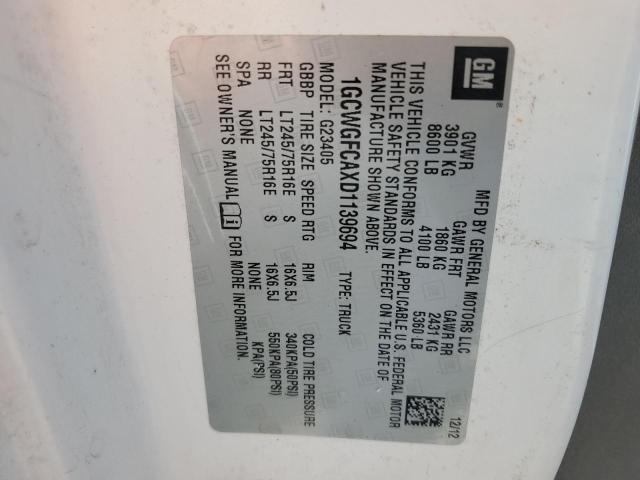 GM ®
MFD BY GENERAL MOTORS LLC 12/12
GVWR GAWR FRT GAWR RR
3901 KG 1860 KG 2431 KG
8600 LB 4100 LB 5360 LB
THIS VEHICLE CONFORMS TO ALL APPLICABLE U.S. FEDERAL MOTOR
VEHICLE SAFETY STANDARDS IN EFFECT ON THE DATE OF
MANUFACTURE SHOWN ABOVE.
1GCWGFCAXD1139694 TYPE: TRUCK
MODEL: G23405
GBBP TIRE SIZE SPEED RTG RIM COLD TIRE PRESSURE
FRT LT245/75R16E S 16X6.5J 340KPA(50PSI)
RR LT245/75R16E S 16X6.5J 550KPA(80PSI)
SPA NONE NONE KPA(PSI)
SEE OWNER'S MANUAL i FOR MORE INFORMATION.